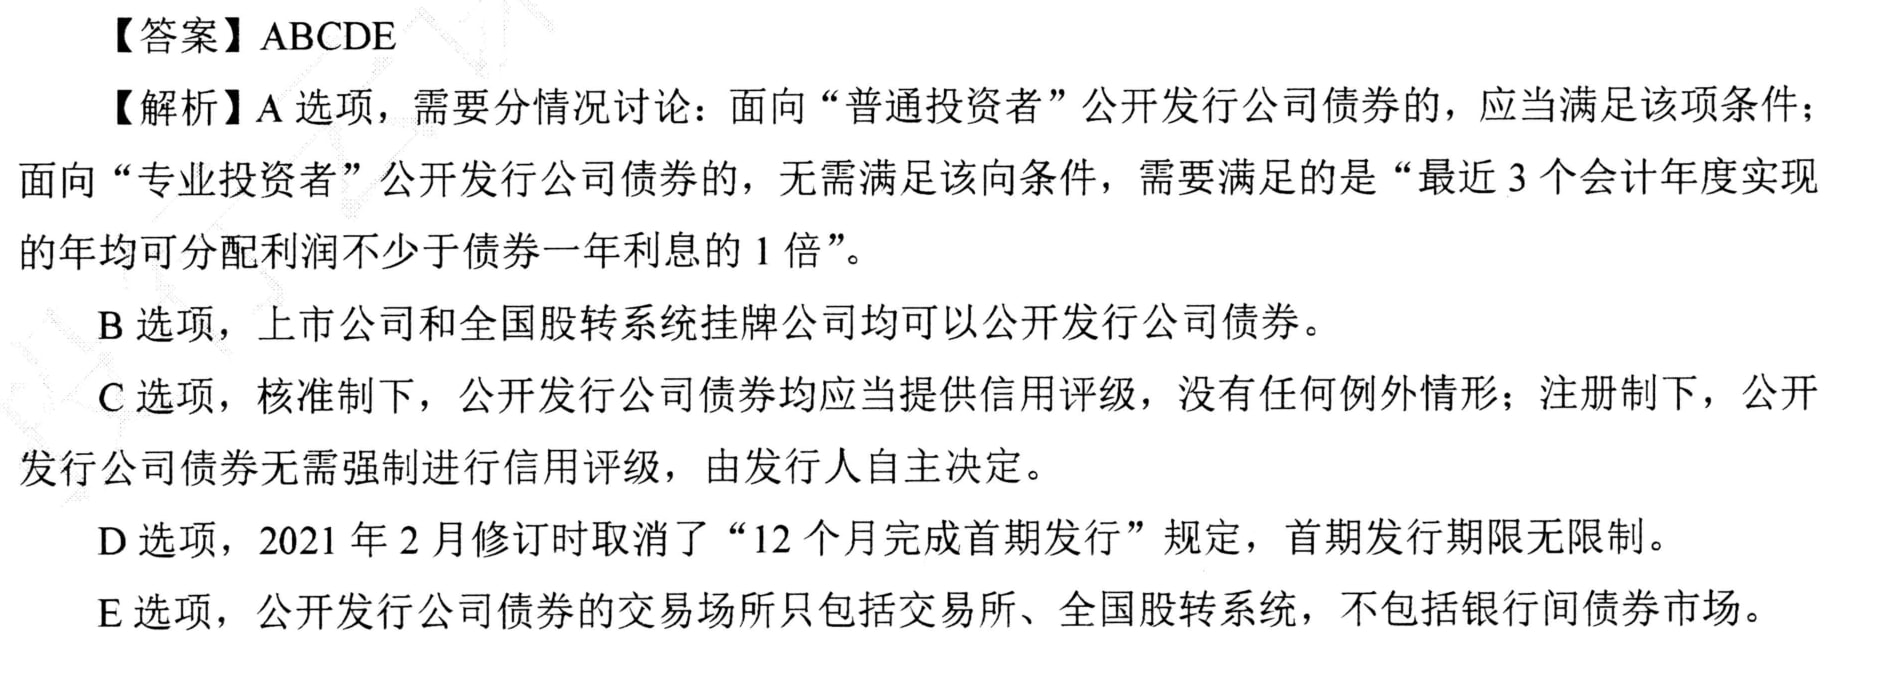 【答案】ABCDE
【解析】A 选项，需要分情况讨论：面向“普通投资者”公开发行公司债券的，应当满足该项条件；
面向“专业投资者”公开发行公司债券的，无需满足该向条件，需要满足的是“最近 3 个会计年度实现
的年均可分配利润不少于债券一年利息的 1 倍”。
B 选项，上市公司和全国股转系统挂牌公司均可以公开发行公司债券。
C 选项，核准制下，公开发行公司债券均应当提供信用评级，没有任何例外情形；注册制下，公开
发行公司债券无需强制进行信用评级，由发行人自主决定。
D 选项，2021 年 2 月修订时取消了“12 个月完成首期发行”规定，首期发行期限无限制。
E 选项，公开发行公司债券的交易场所只包括交易所、全国股转系统，不包括银行间债券市场。